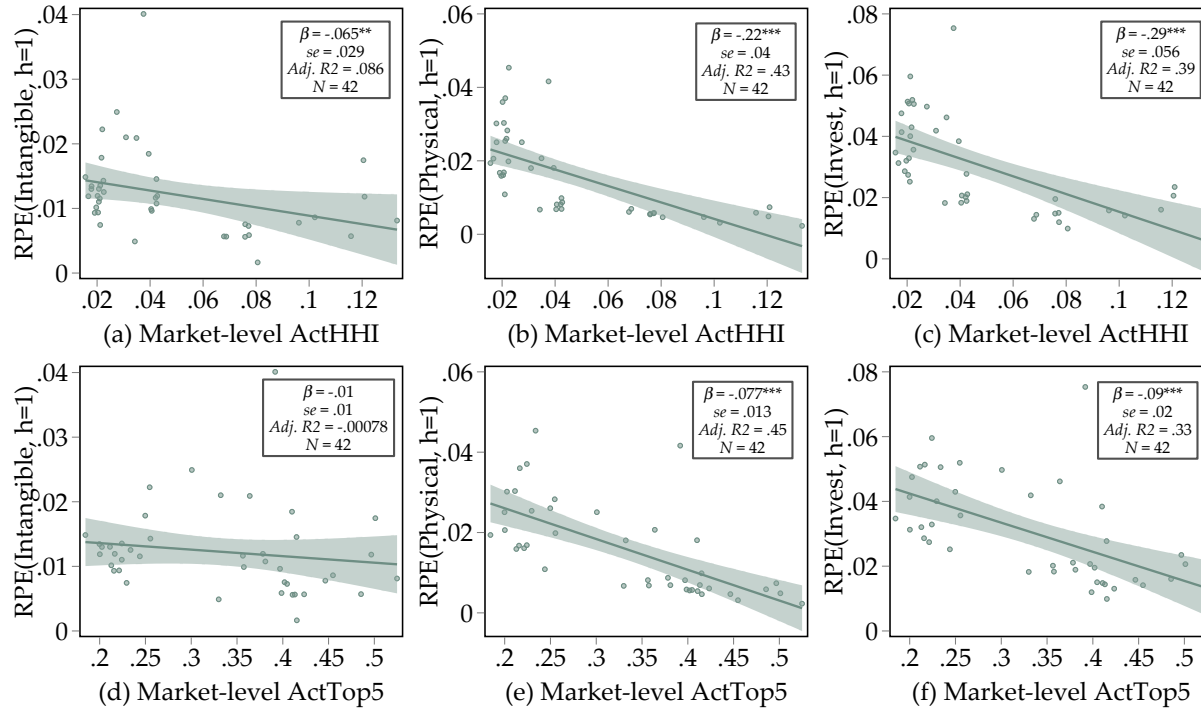 RPE(Intangible, h=1)
.04
.03
.02
.01
0
β = -.065**
se = .029
Adj. R2 = .086
N = 42
.02 .04 .06 .08 .1 .12
(a) Market-level ActHHI
RPE(Physical, h=1)
.06
.04
.02
0
β = -.22***
se = .04
Adj. R2 = .43
N = 42
.02 .04 .06 .08 .1 .12
(b) Market-level ActHHI
RPE(Invest, h=1)
.08
.06
.04
.02
0
β = -.29***
se = .056
Adj. R2 = .39
N = 42
.02 .04 .06 .08 .1 .12
(c) Market-level ActHHI
RPE(Intangible, h=1)
.04
.03
.02
.01
0
β = -.01
se = .01
Adj. R2 = -.00078
N = 42
.2 .25 .3 .35 .4 .45 .5
(d) Market-level ActTop5
RPE(Physical, h=1)
.06
.04
.02
0
β = -.077***
se = .013
Adj. R2 = .45
N = 42
.2 .25 .3 .35 .4 .45 .5
(e) Market-level ActTop5
RPE(Invest, h=1)
.08
.06
.04
.02
0
β = -.09***
se = .02
Adj. R2 = .33
N = 42
.2 .25 .3 .35 .4 .45 .5
(f) Market-level ActTop5